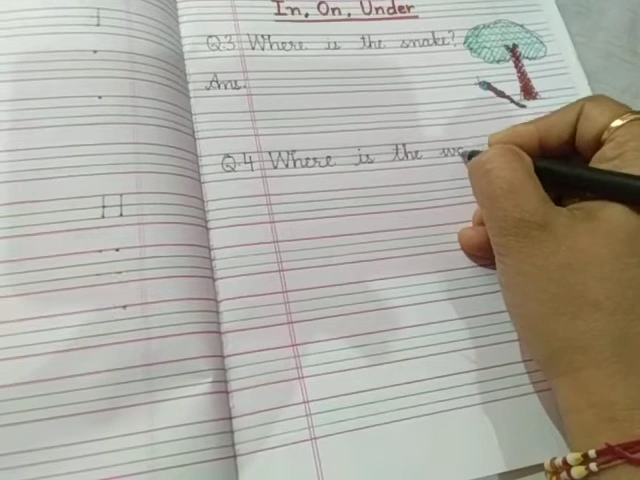 I
H
In, On, Under
Q.3 Where is the snake?
Ans.
Q.4 Where is the